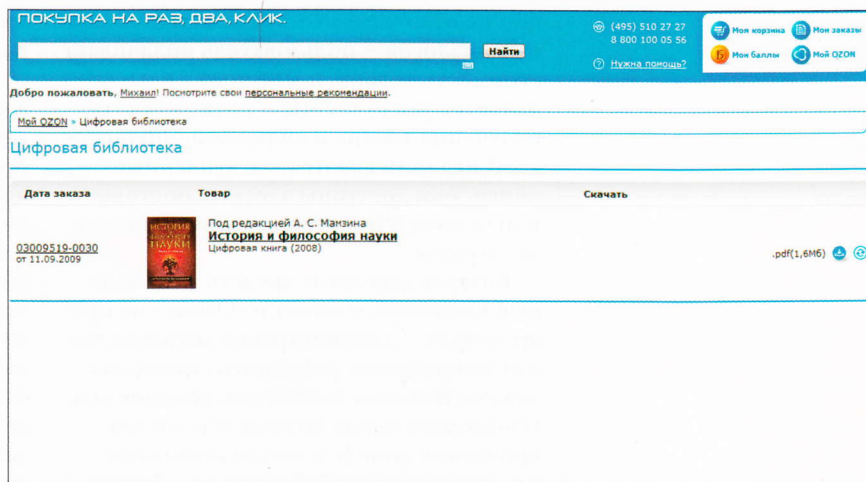 ПОКУПКА НА РАЗ, ДВА, КЛИК.
(495) 510 27 27
8 800 100 05 56
Найти
Нужна помощь?
Моя корзина
Мои заказы
Мои баллы
Мой OZON
Добро пожаловать, Михаил! Посмотрите свои персональные рекомендации.
Мой OZON » Цифровая библиотека
Цифровая библиотека
Дата заказа Товар Скачать
ИСТОРИЯ
НАУКИ
Под редакцией А. С. Мамзина
История и философия науки
Цифровая книга (2008)
03009519-0030
от 11.09.2009
.pdf(1,6Мб)